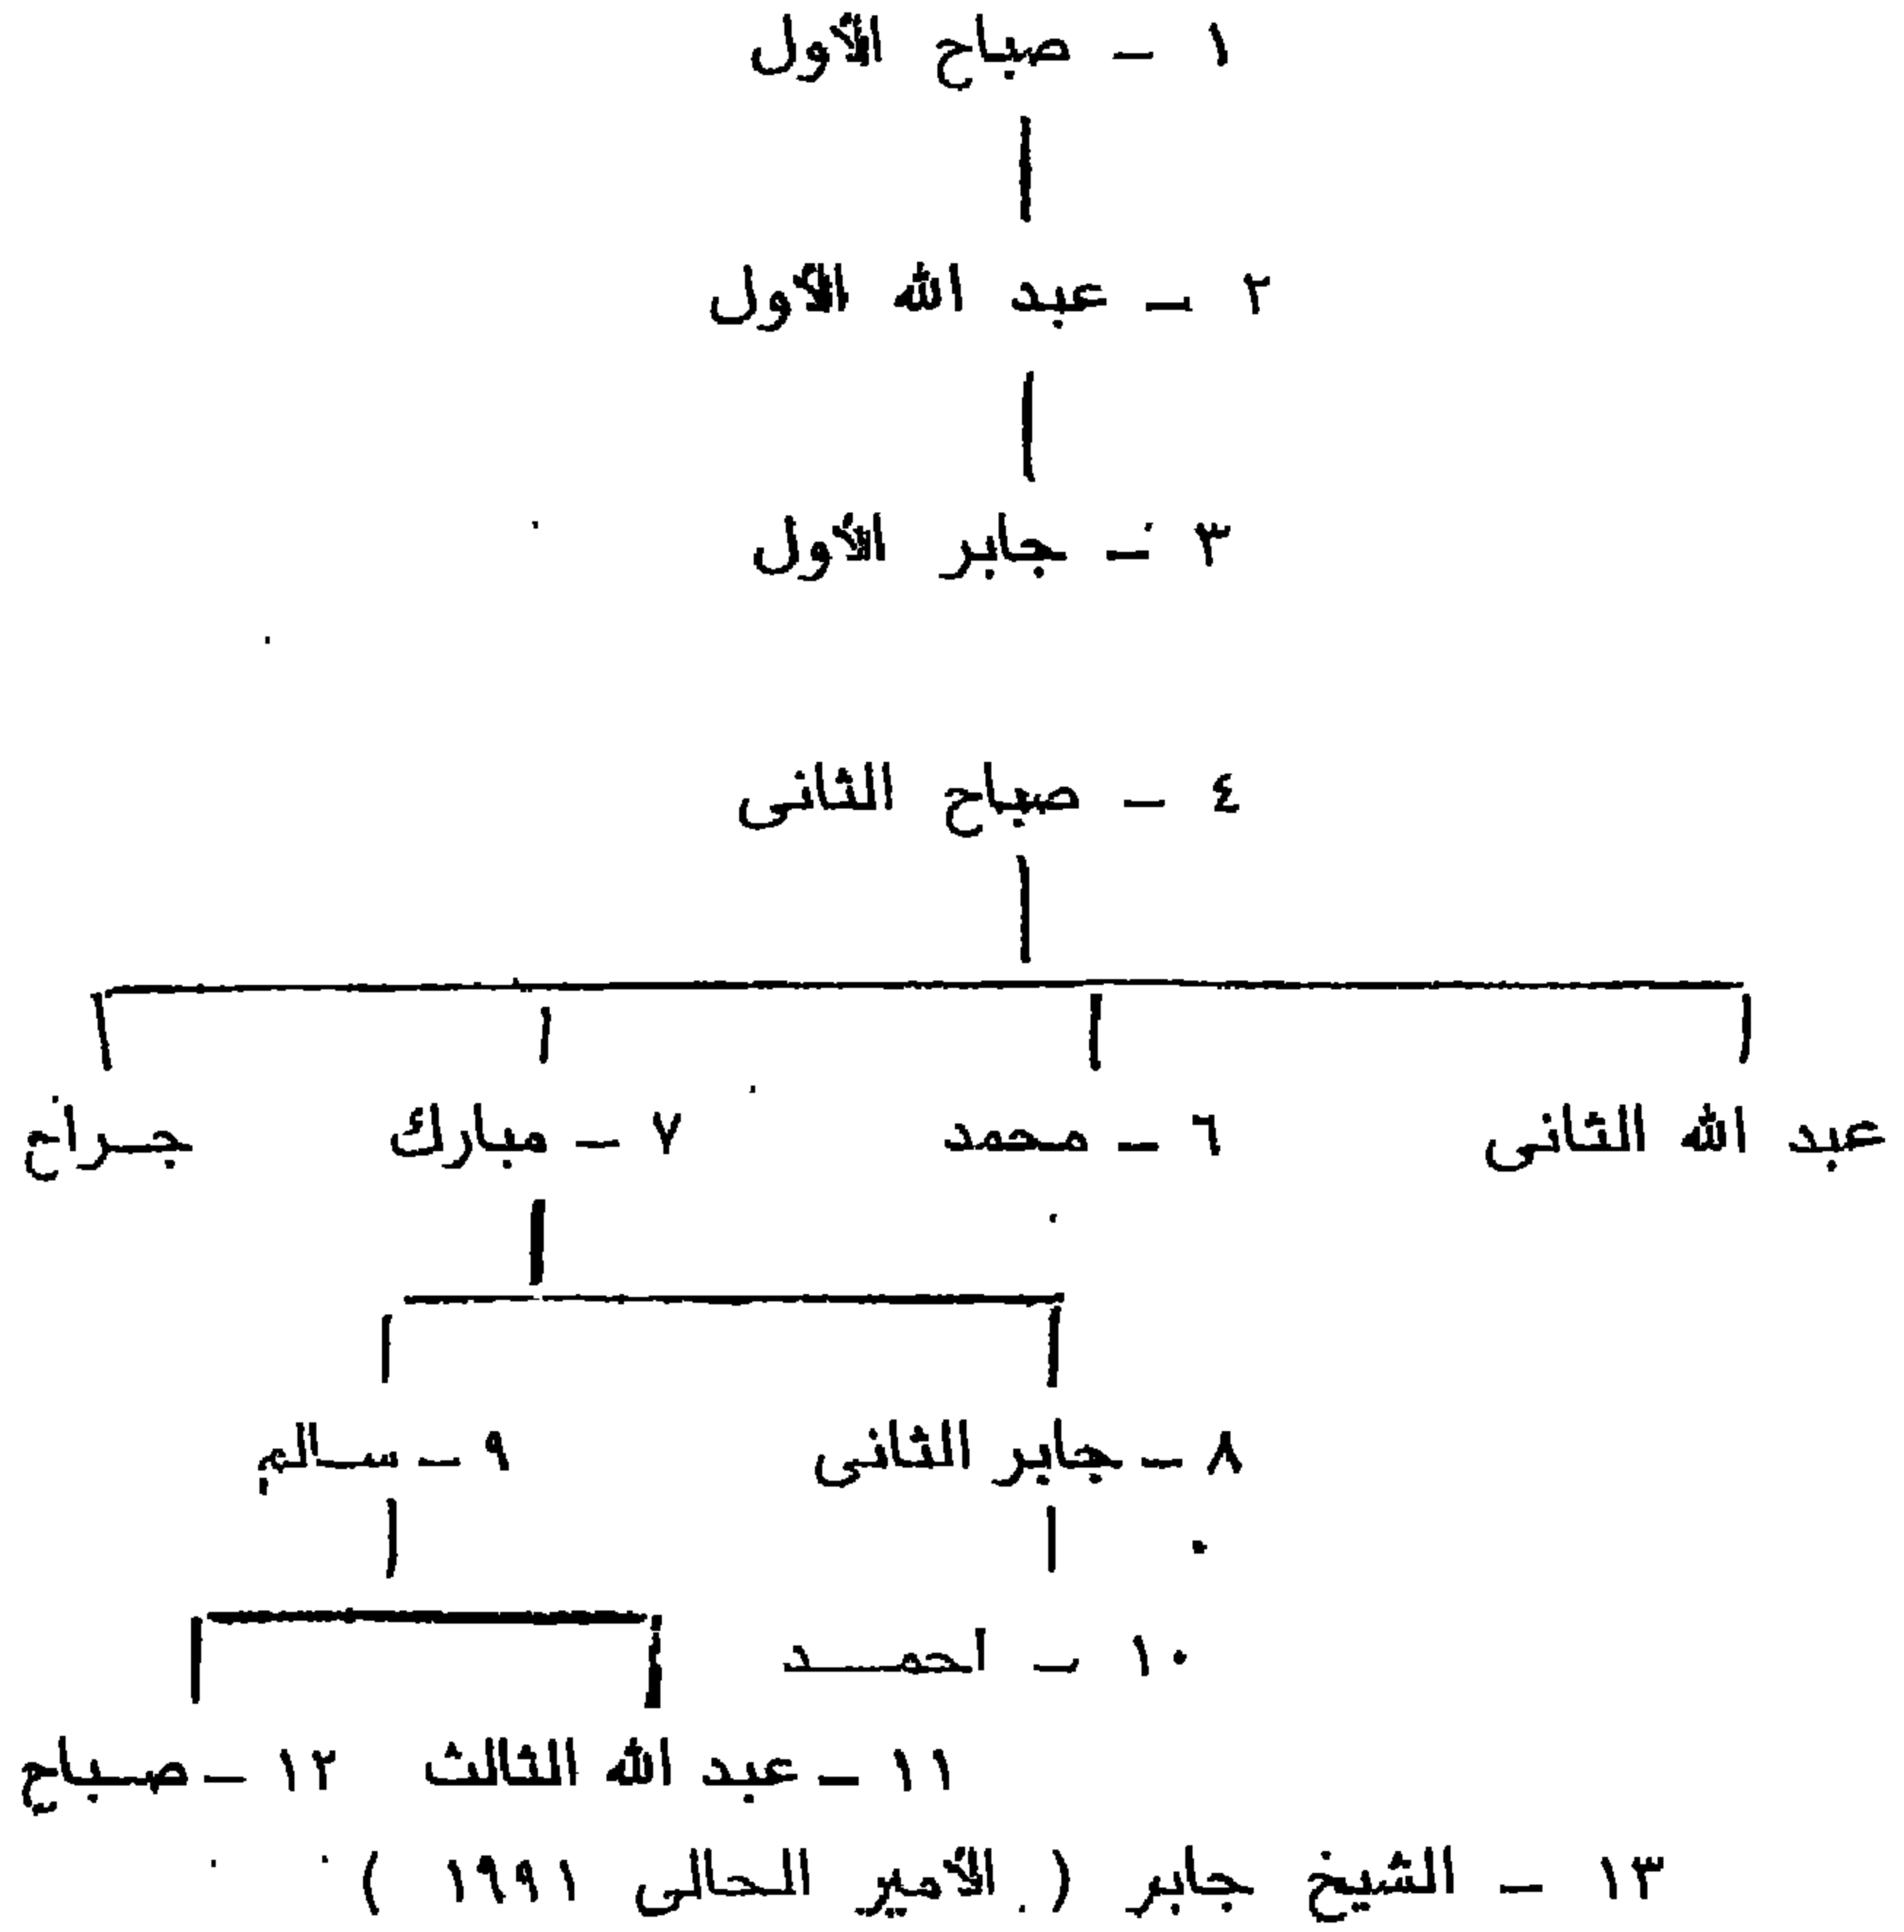 ١ - صباح الأول
٢ - عبد الله الأول
٣ - جابر الأول
٤ - صباح الثانى
عبد الله الثانى ٦ - محمد ٧ - مبارك جراح
٨ - جابر الثانى ٩ - سالم
١٠ - احمد
١١ - عبد الله الثالث ١٢ - صباح
١٣ - الشيخ جابر ( الأمير الحالى ١٩٩١ )